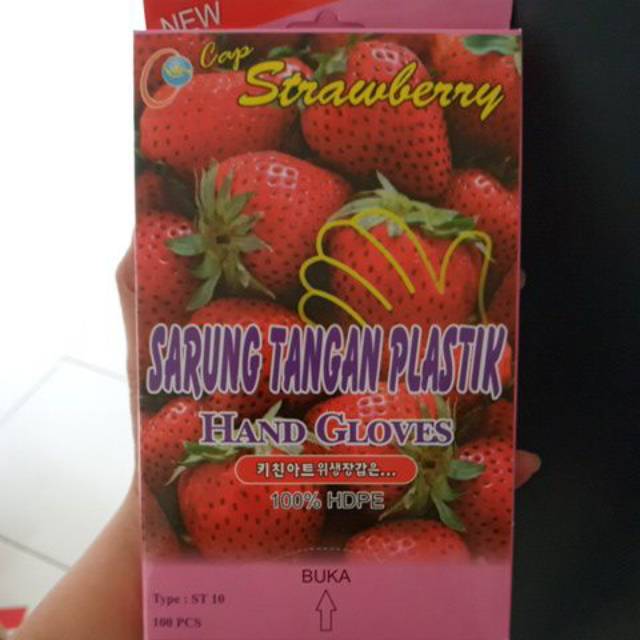 NEW
Cap
Strawberry
SARUNG TANGAN PLASTIK
HAND GLOVES
키친아트 위생장갑은...
100% HDPE
BUKA
Type : ST 10
100 PCS